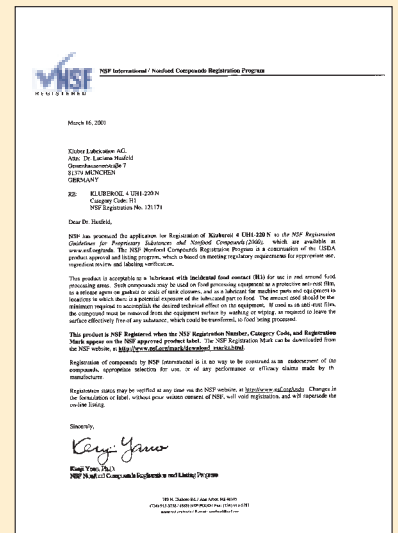 NSF
REGISTERED
NSF International / Nonfood Compounds Registration Program
March 16, 2001
Kluber Lubrication AG.
Attn: Dr. Luciana
81379 MÜNCHEN
GERMANY
RE: KLUBEROIL 4 UH1-220 N
Category Code: H1
NSF Registration No. 121171
Dear Dr.
NSF has processed the application for Registration of Kluberoil 4 UH1-220 N to the NSF Registration
Guidelines for Proprietary Substances and Nonfood Compounds (2000), which are available at
The NSF Nonfood Compounds Registration Program is a continuation of the USDA
product approval and listing program, which is based on meeting regulatory requirements for appropriate use,
ingredient review and labeling verification.
This product is acceptable as a lubricant with incidental food contact (H1) for use in and around food
processing areas. Such compounds may be used on food processing equipment as a protective anti-rust film,
as a release agent on gaskets or seals of tank closures, and as a lubricant for machine parts and equipment in
locations in which there is a potential exposure of the lubricated part to food. The amount used should be the
minimum required to accomplish the desired technical effect on the equipment. If used as an anti-rust film,
the compound must be removed from the equipment surface by washing or wiping, as required to leave the
surface effectively free of any substance, which could be transferred, to food being processed.
This product is NSF Registered when the NSF Registration Number, Category Code, and Registration
Mark appear on the NSF approved product label. The NSF Registration Mark can be downloaded from
the NSF website, at
Registration of compounds by NSF International is in no way to be construed as an endorsement of the
compounds, appropriate selection for use, or of any performance or efficacy claims made by th
manufacturer.
Registration status may be verified at any time via the NSF website, at Changes in
the formulation or label, without prior written consent of NSF, will void registration, and will supersede the
on-line listing.
Sincerely,
Kenji Yano
Kenji Yano, Ph.D.
NSF Nonfood Compounds Registration and Listing Program